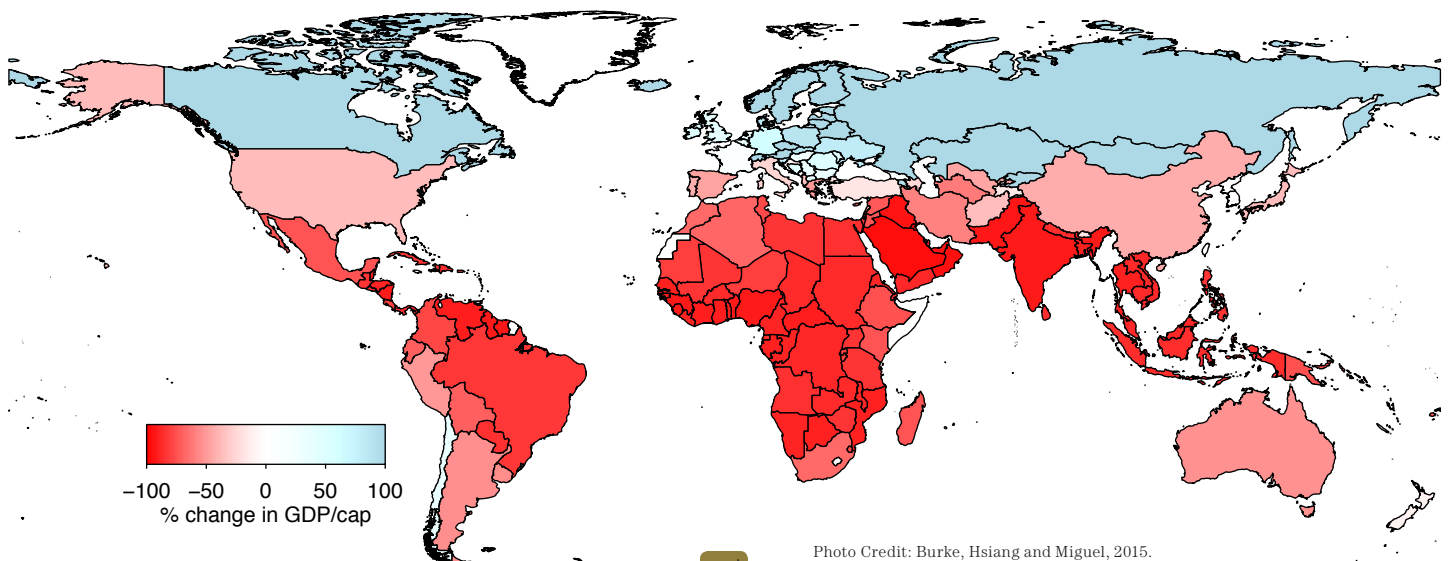 −100 −50 0 50 100
% change in GDP/cap
Photo Credit: Burke, Hsiang and Miguel, 2015.